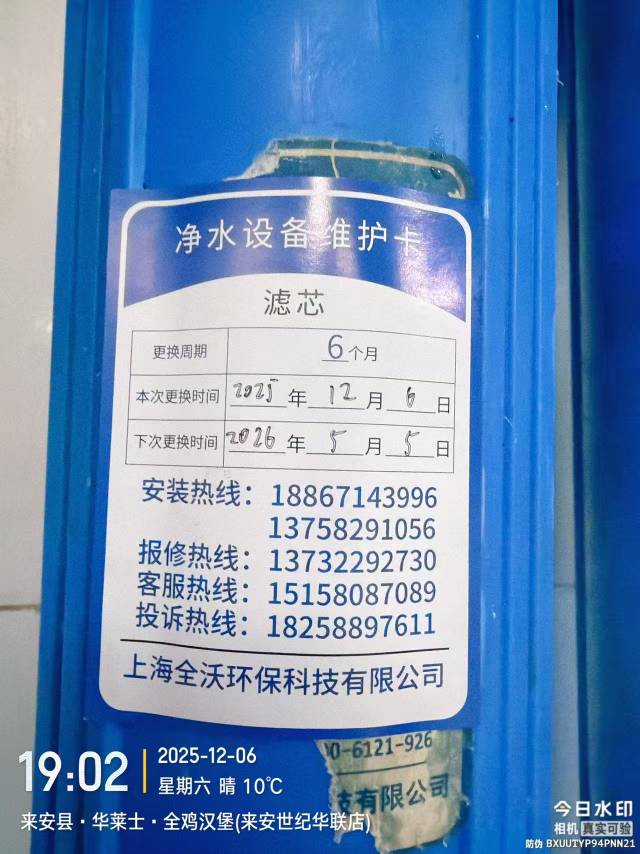 净水设备 维护卡
滤芯
更换周期 6个月
本次更换时间 2025年12月6日
下次更换时间 2026年5月5日
安装热线：18867143996
13758291056
报修热线：13732292730
客服热线：15158087089
投诉热线：18258897611
上海全沃环保科技有限公司
0-6121-926
技有限公司
19:02
2025-12-06
星期六 晴 10℃
来安县·华莱士·全鸡汉堡(来安世纪华联店)
今日水印
相机 真实可验
防伪 BXUUTYP94PNN21